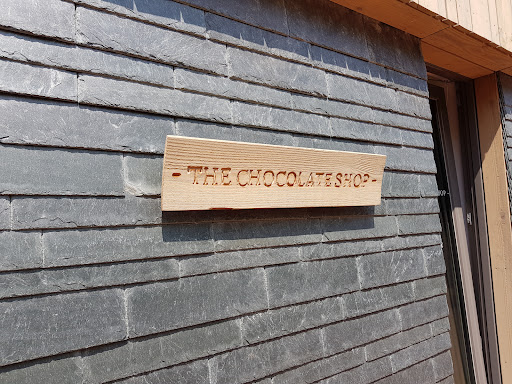 - THE CHOCOLATE SHOP -